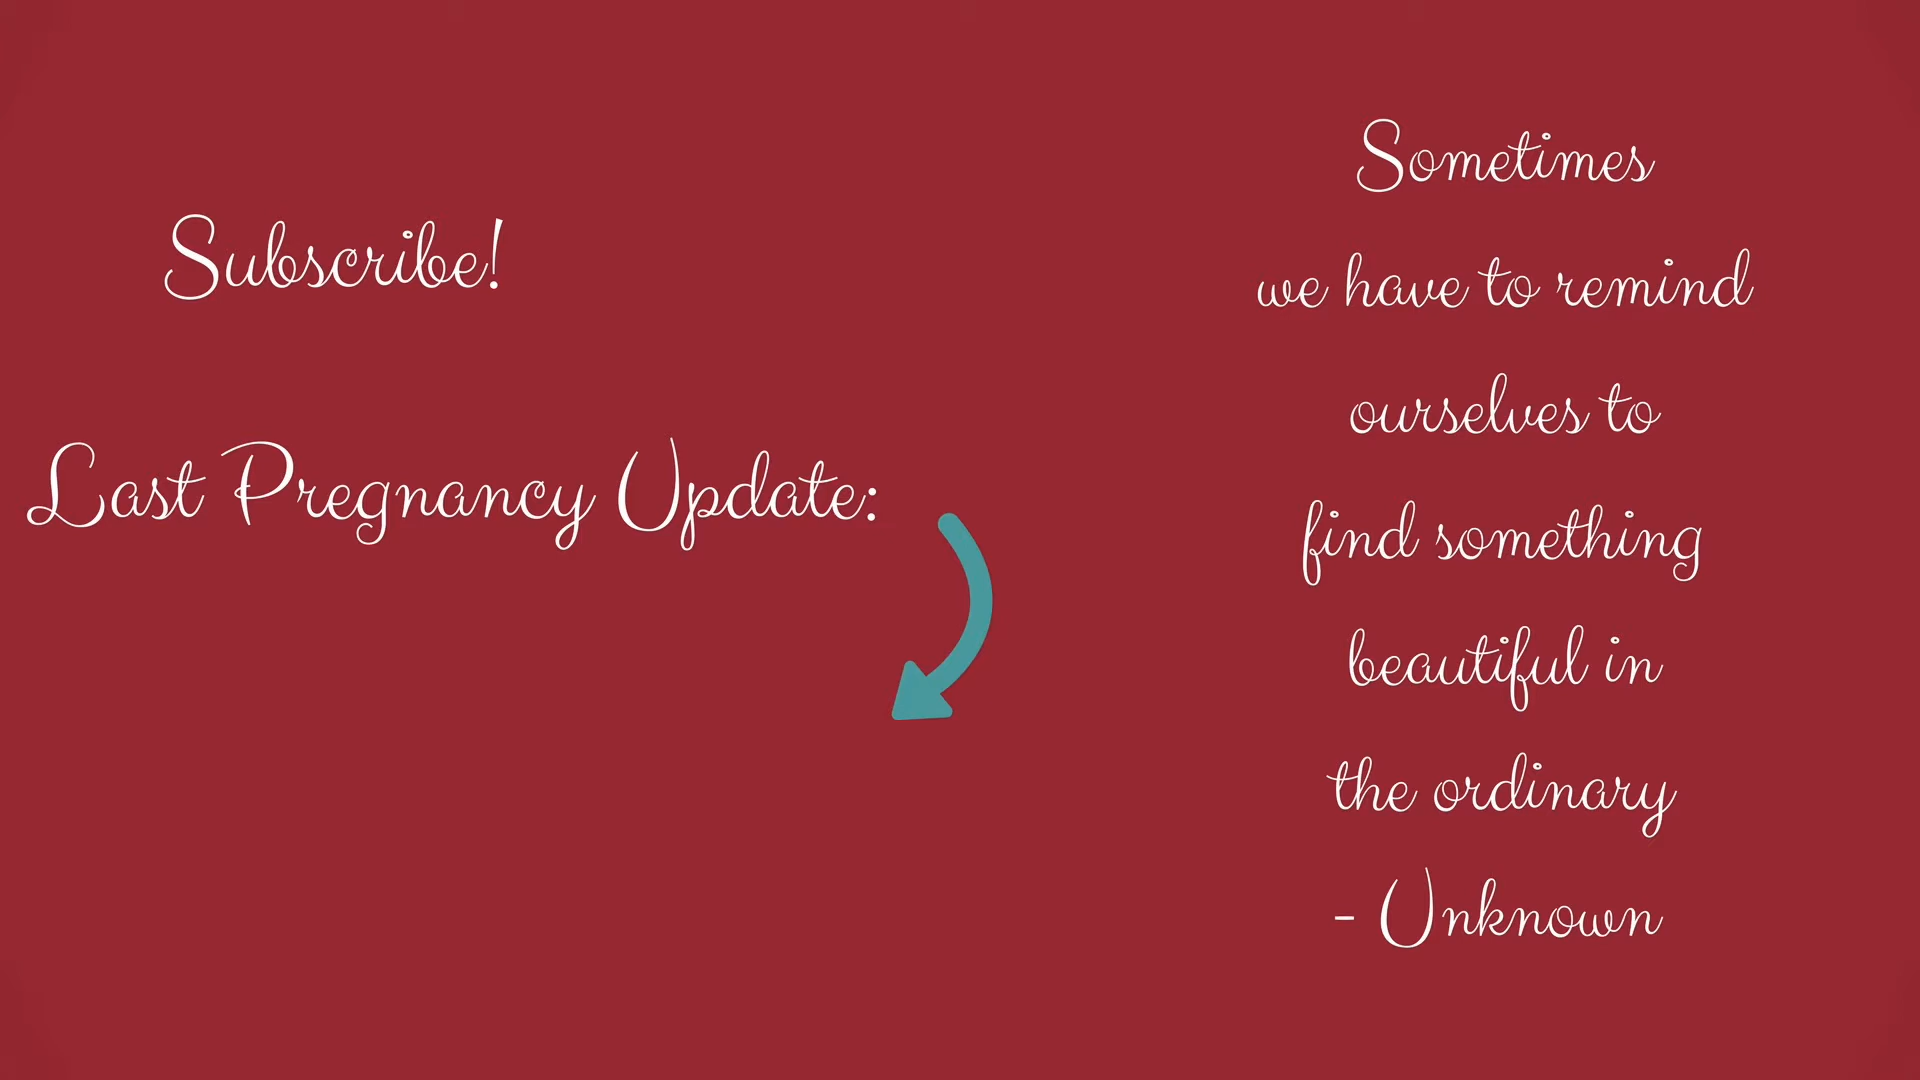 Subscribe!
Last Pregnancy Update:
Sometimes
we have to remind
ourselves to
find something
beautiful in
the ordinary
- Unknown